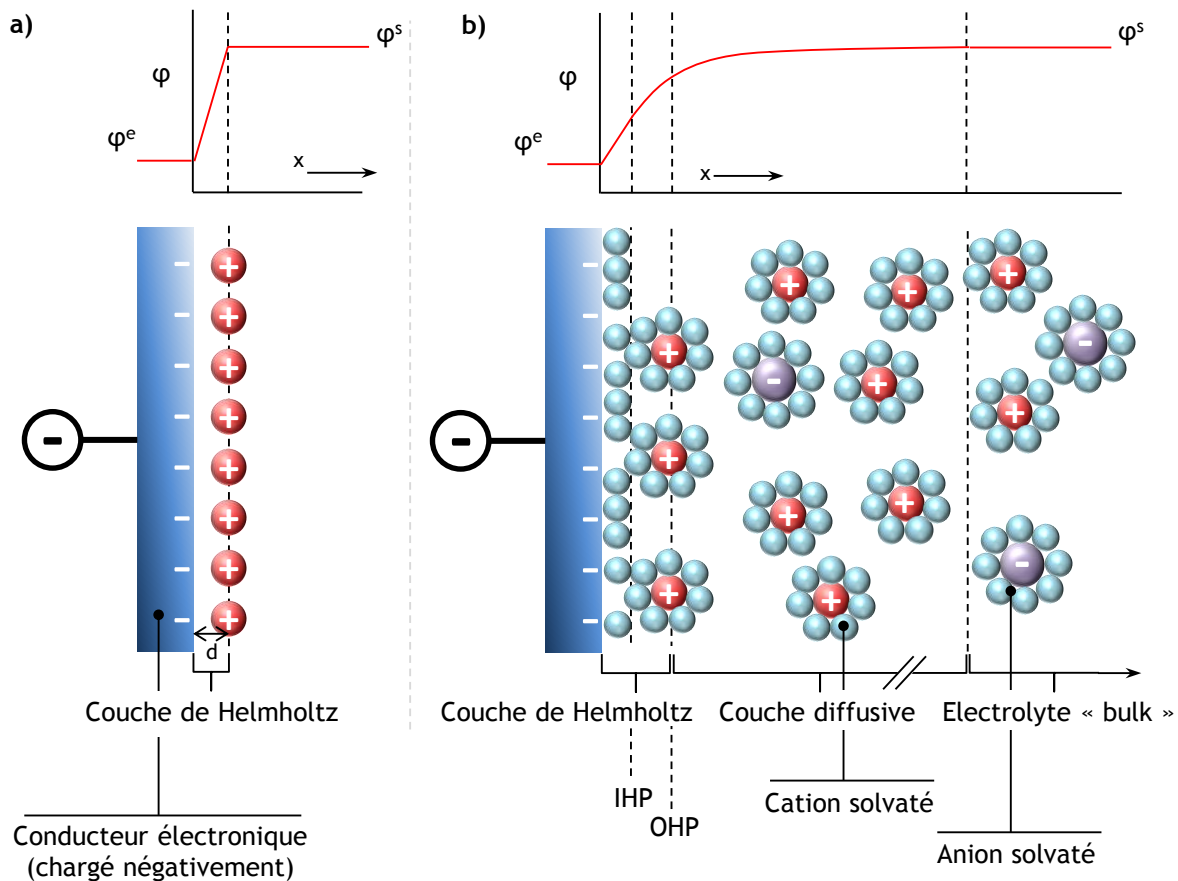 a)
φ
φˢ
φᵉ
x
b)
φ
φˢ
φᵉ
x
-
-
-
-
-
-
-
-
-
+
+
+
+
+
+
+
+
d
-
-
-
-
-
-
-
-
-
+
+
+
+
+
+
+
+
+
+
+
+
-
-
-
Couche de Helmholtz
Couche de Helmholtz
Couche diffusive
Electrolyte « bulk »
IHP
OHP
Cation solvaté
Anion solvaté
Conducteur électronique
(chargé négativement)